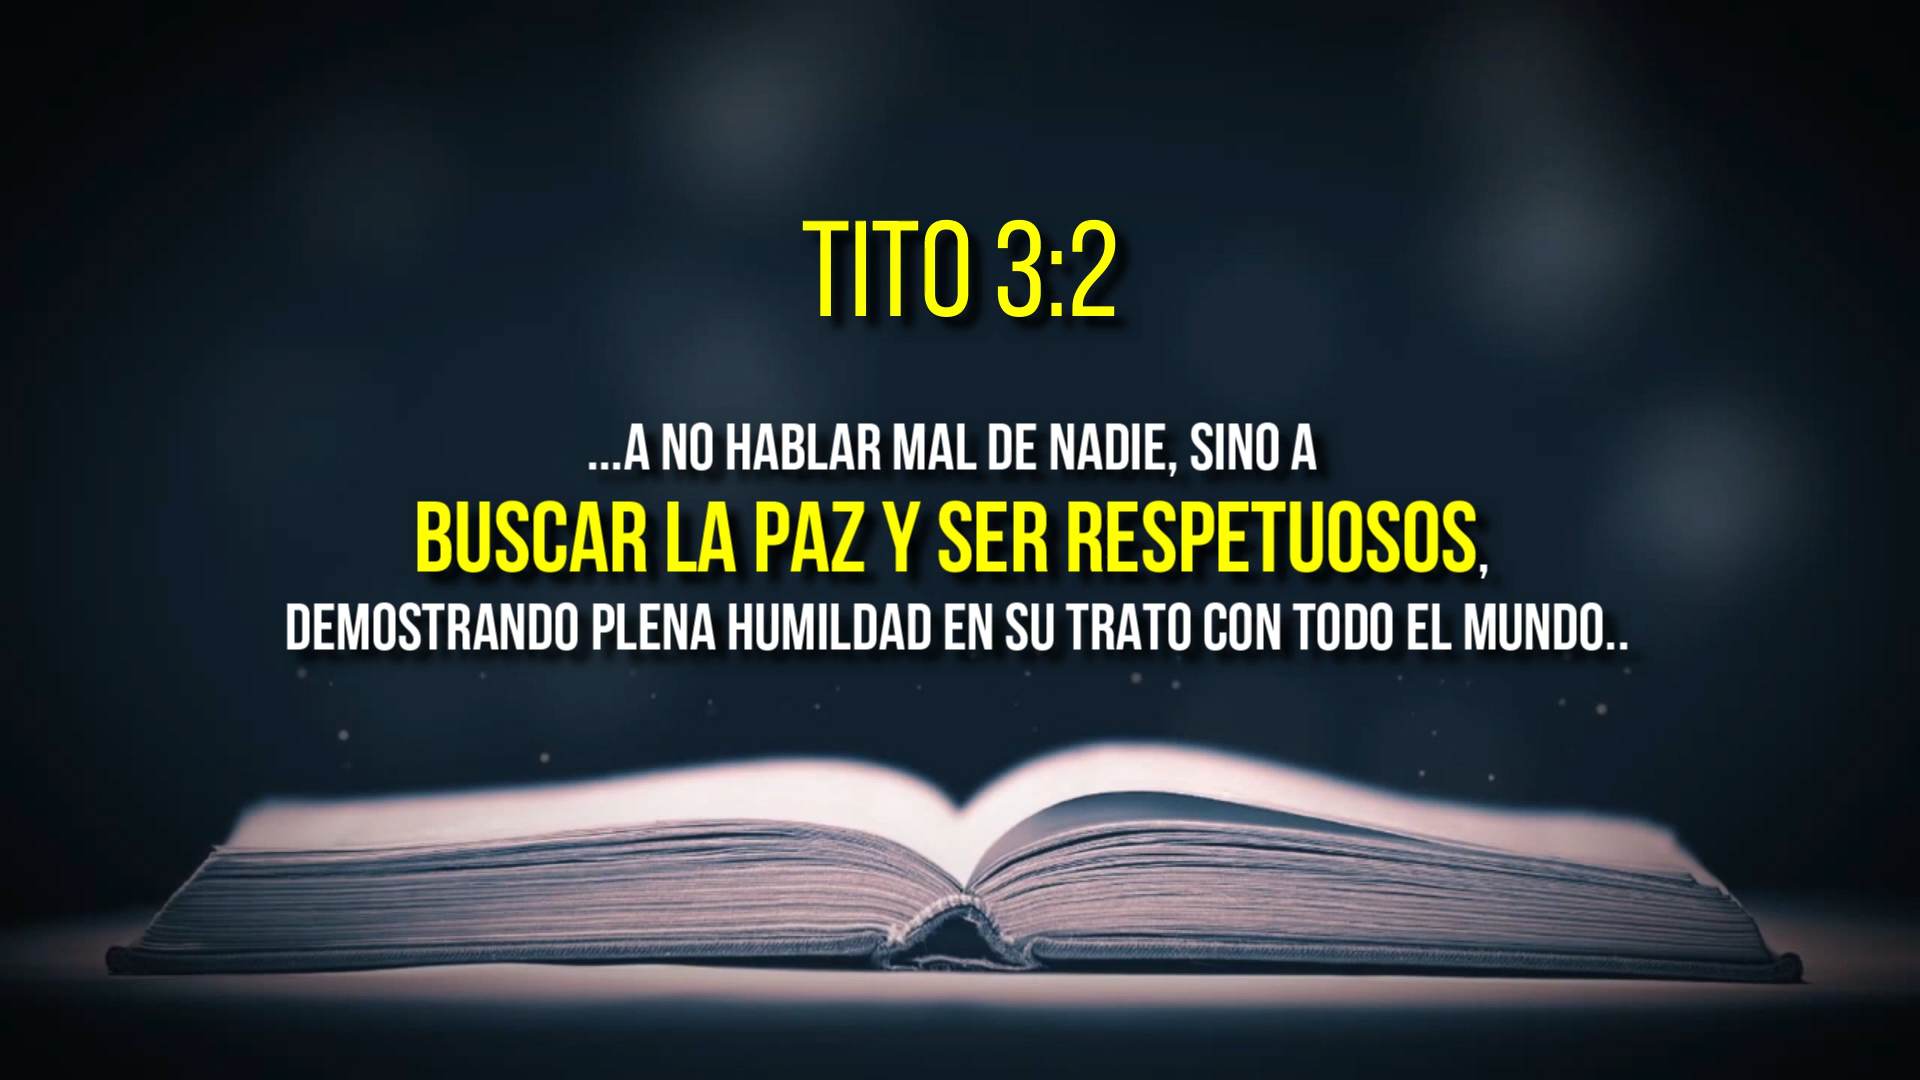 TITO 3:2
...A NO HABLAR MAL DE NADIE, SINO A
BUSCAR LA PAZ Y SER RESPETUOSOS,
DEMOSTRANDO PLENA HUMILDAD EN SU TRATO CON TODO EL MUNDO..